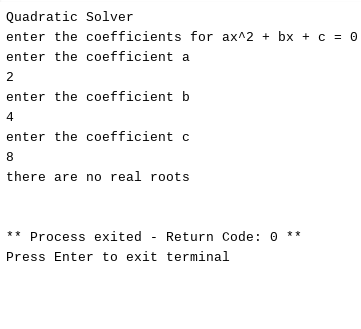 Quadratic Solver
enter the coefficients for ax^2 + bx + c = 0
enter the coefficient a
2
enter the coefficient b
4
enter the coefficient c
8
there are no real roots
** Process exited - Return Code: 0 **
Press Enter to exit terminal